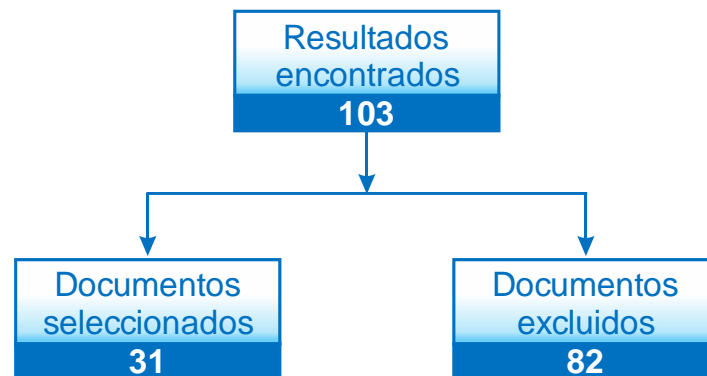 Resultados
encontrados
103
Documentos
seleccionados
31
Documentos
excluidos
82